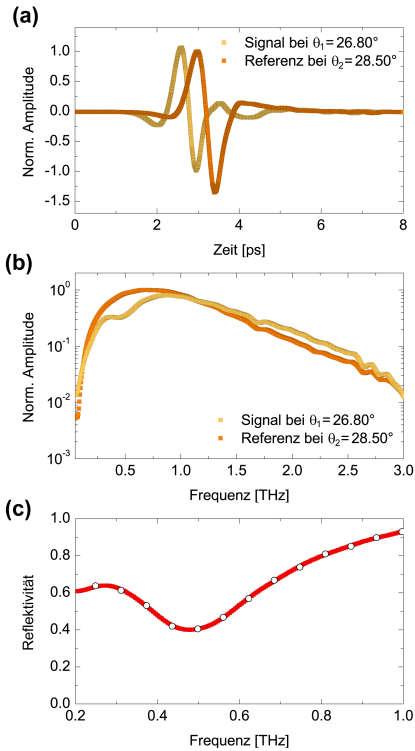 (a)
Signal bei θ1=26.80°
Referenz bei θ2=28.50°
Norm. Amplitude
1.0
0.5
0.0
-0.5
-1.0
-1.5
0 2 4 6 8
Zeit [ps]
(b)
Norm. Amplitude
10^0
10^-1
10^-2
10^-3
Signal bei θ1=26.80°
Referenz bei θ2=28.50°
0.5 1.0 1.5 2.0 2.5 3.0
Frequenz [THz]
(c)
Reflektivität
1.0
0.8
0.6
0.4
0.2
0.0
0.2 0.4 0.6 0.8 1.0
Frequenz [THz]